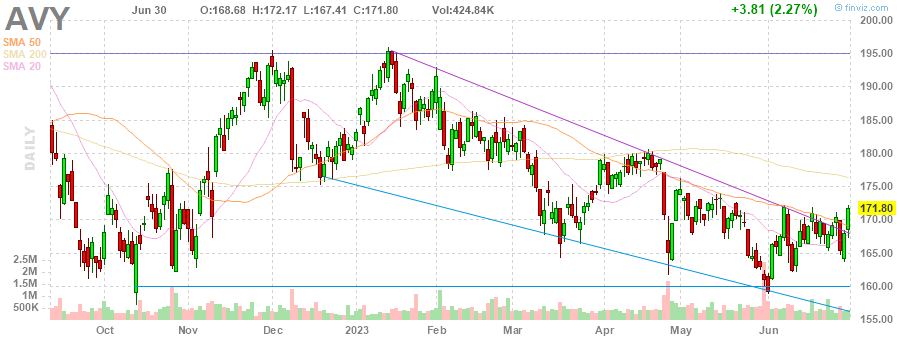 AVY Jun 30 O:168.68 H:172.17 L:167.41 C:171.80 Vol:424.84K +3.81 (2.27%) © finviz.com
200.00
SMA 50
SMA 200
SMA 20
195.00
190.00
185.00
180.00
175.00
171.80
170.00
165.00
160.00
155.00
DAILY
2.5M
2M
1.5M
1M
500K
Oct Nov Dec 2023 Feb Mar Apr May Jun